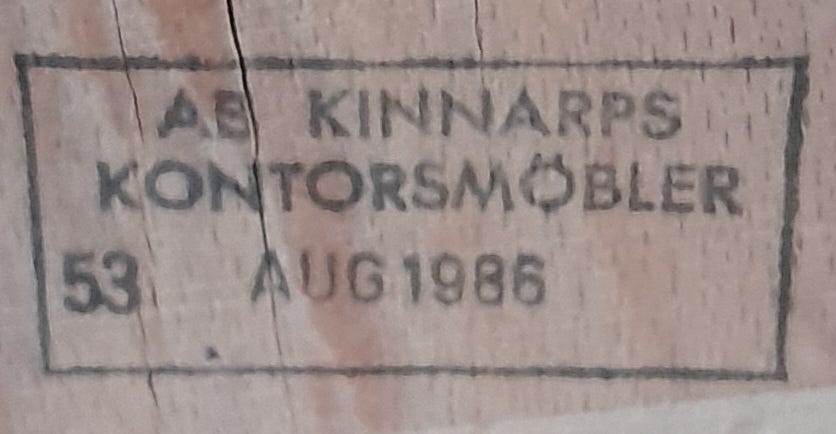 AB KINNARPS
KONTORSMÖBLER
53 AUG 1986